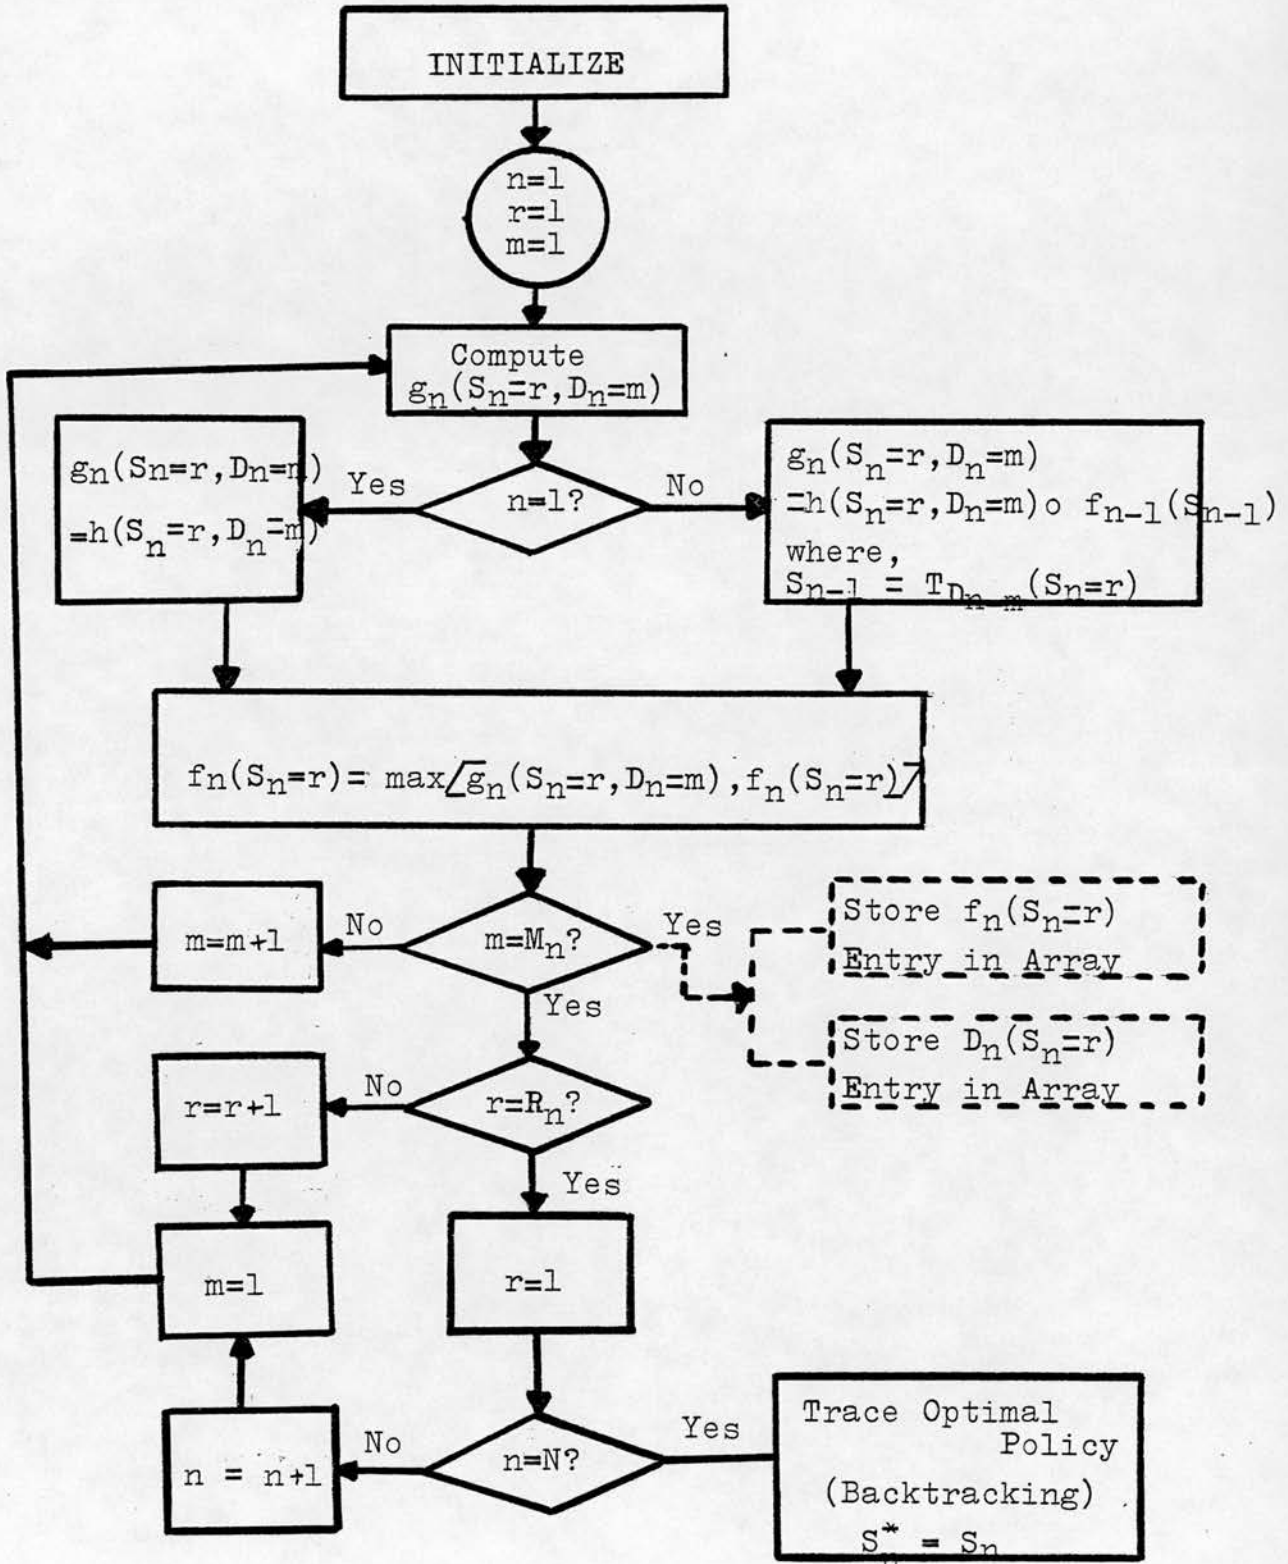 INITIALIZE
n=1
r=1
m=1
Compute
gn(Sn=r,Dn=m)
gn(Sn=r,Dn=m)
=h(Sn=r,Dn=m)
Yes
n=1?
No
gn(Sn=r,Dn=m)
=h(Sn=r,Dn=m)o fn-1(Sn-1)
where,
Sn-1 = TDn=m(Sn=r)
fn(Sn=r)= max[gn(Sn=r,Dn=m),fn(Sn=r)]
m=m+1
No
m=Mn?
Yes
Store fn(Sn=r)
Entry in Array
Yes
Store Dn(Sn=r)
Entry in Array
r=r+1
No
r=Rn?
Yes
m=1
r=1
n = n+1
No
n=N?
Yes
Trace Optimal
Policy
(Backtracking)
S* = Sn